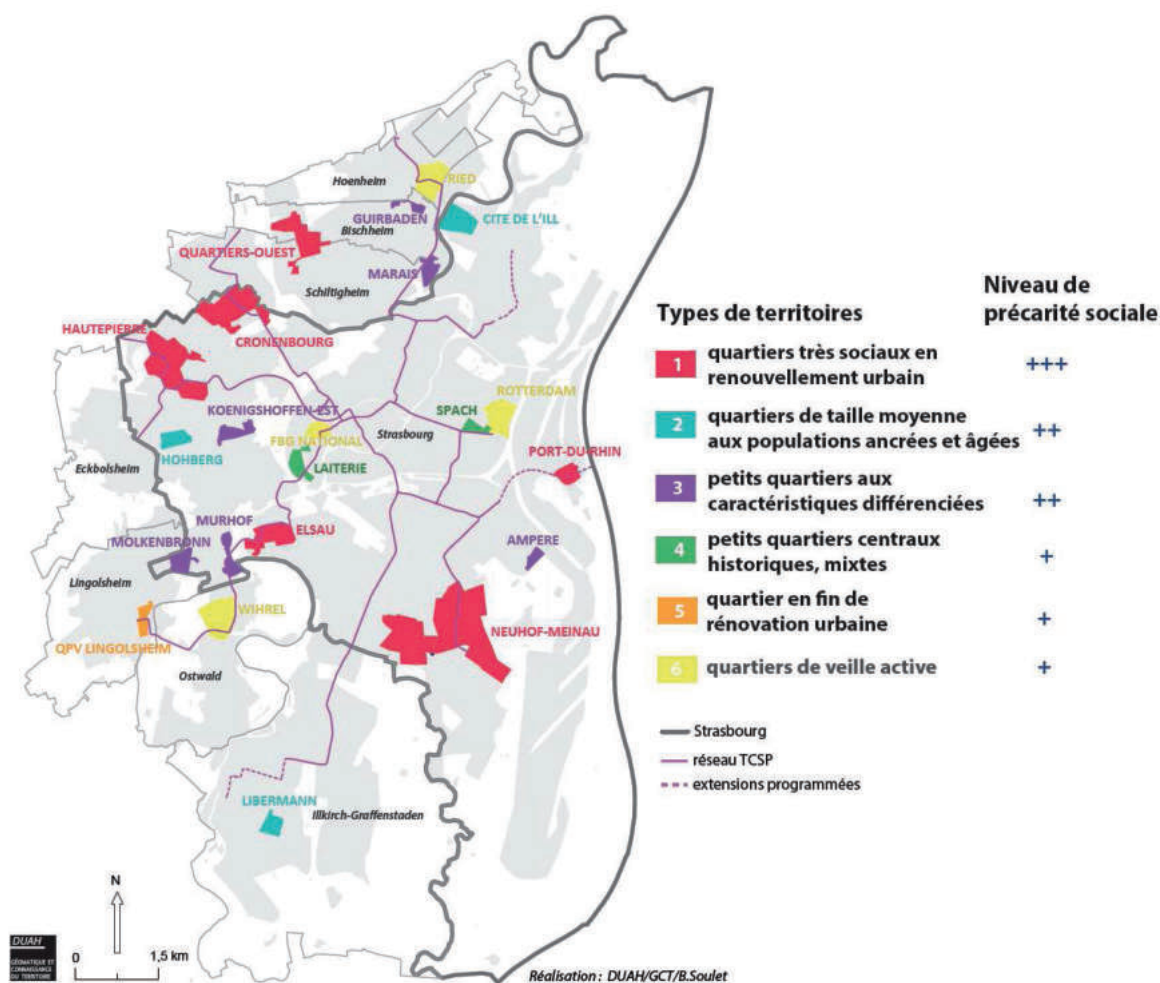 Hoenheim
RIED
GUIRBADEN
CITE DE L'ILL
Bischheim
QUARTIERS-OUEST
MARAIS
Schiltigheim
HAUTEPIERRE
CRONENBOURG
KOENIGSHOFFEN-EST
ROTTERDAM
SPACH
FBG NATIONAL
Strasbourg
HOHBERG
LAITERIE
PORT-DU-RHIN
Eckbolsheim
MURHOF
ELSAU
MOLKENBRONN
AMPERE
Lingolsheim
WIHREL
NEUHOF-MEINAU
QPV LINGOLSHEIM
Ostwald
LIBERMANN
Illkirch-Graffenstaden
Types de territoires
Niveau de
précarité sociale
1 quartiers très sociaux en
renouvellement urbain
+++
2 quartiers de taille moyenne
aux populations ancrées et âgées
++
3 petits quartiers aux
caractéristiques différenciées
++
4 petits quartiers centraux
historiques, mixtes
+
5 quartier en fin de
rénovation urbaine
+
6 quartiers de veille active
+
Strasbourg
réseau TCSP
extensions programmées
N
0 1,5 km
DUAH
GÉOMATIQUE ET
CONNAISSANCE
DU TERRITOIRE
Réalisation : DUAH/GCT/B.Soulet